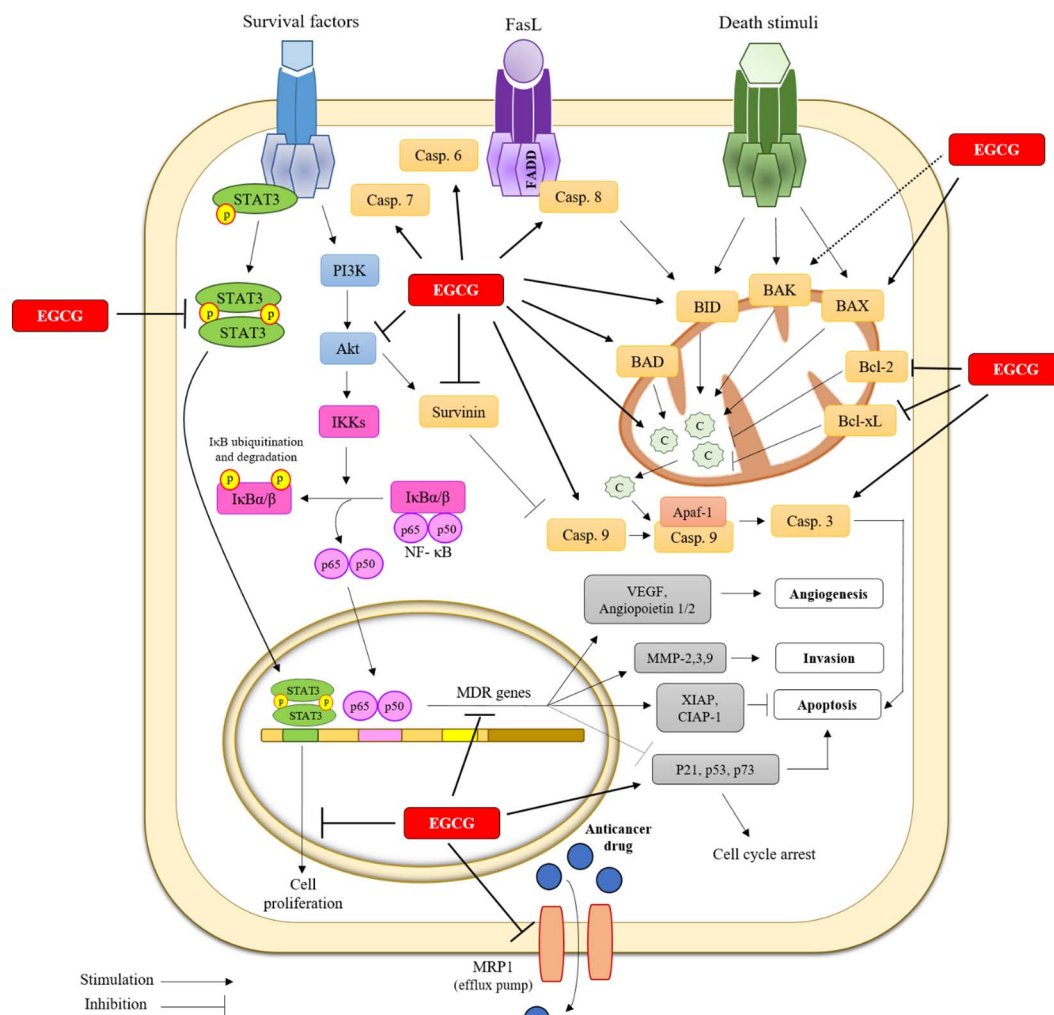 Survival factors
FasL
Death stimuli
EGCG
Casp. 6
FADD
Casp. 7
Casp. 8
STAT3
p
PI3K
EGCG
BAK
BID
BAX
STAT3
p
p
STAT3
EGCG
Akt
BAD
Bcl-2
EGCG
Survinin
Bcl-xL
IKKs
C
C
C
IκB ubiquitination
and degradation
p
p
IκBα/β
IκBα/β
p65
p50
NF- κB
C
Apaf-1
Casp. 9
Casp. 9
Casp. 3
p65
p50
VEGF,
Angiopoietin 1/2
Angiogenesis
MMP-2,3,9
Invasion
STAT3
p
p
STAT3
p65
p50
MDR genes
XIAP,
CIAP-1
Apoptosis
P21, p53, p73
EGCG
Anticancer
drug
Cell cycle arrest
Cell
proliferation
MRP1
(efflux pump)
Stimulation
Inhibition